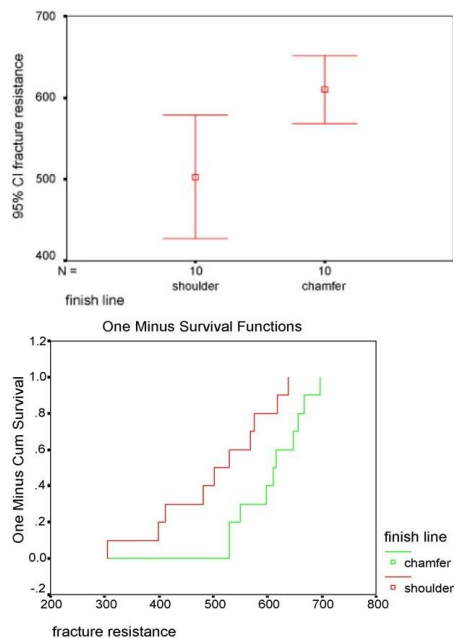 700
600
500
400
95% CI fracture resistance
N =
10
10
shoulder
chamfer
finish line
One Minus Survival Functions
1.2
1.0
.8
.6
.4
.2
0.0
-.2
One Minus Cum Survival
200
300
400
500
600
700
800
fracture resistance
finish line
chamfer
shoulder